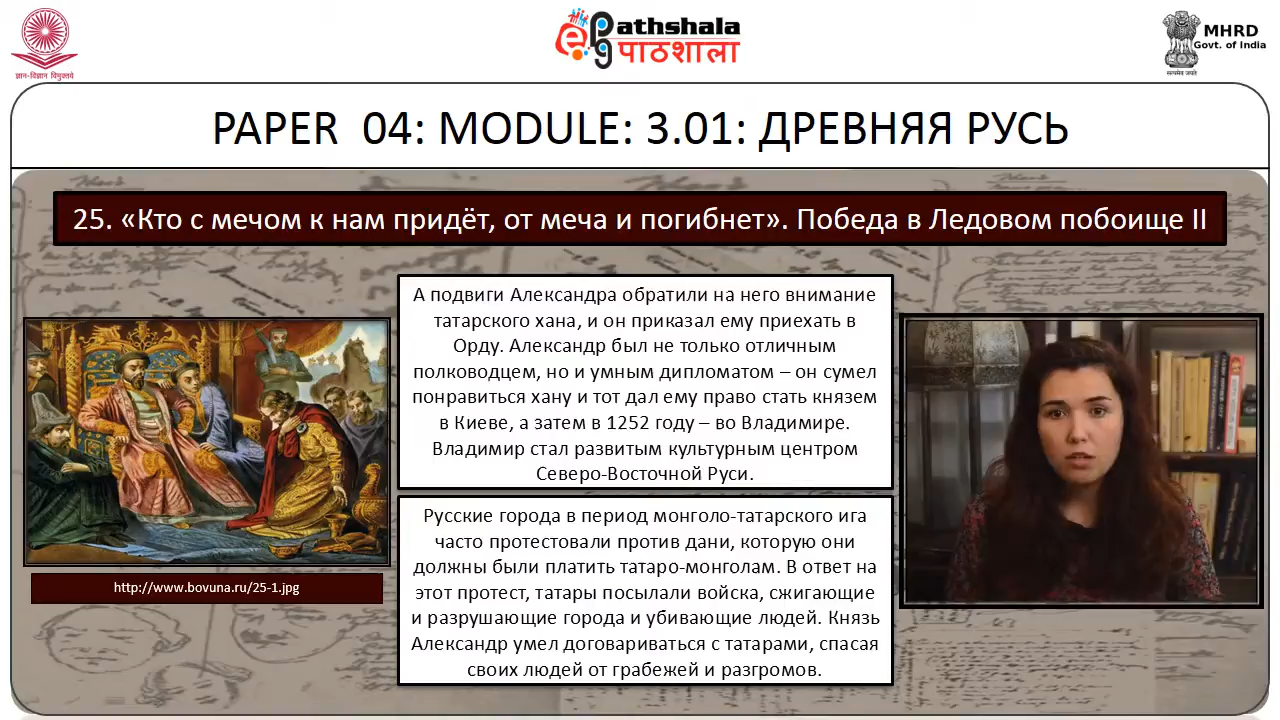 ज्ञान-विज्ञान विमुक्तये
ePathshala
पाठशाला
MHRD
Govt. of India
सत्यमेव जयते
PAPER 04: MODULE: 3.01: ДРЕВНЯЯ РУСЬ
25. «Кто с мечом к нам придёт, от меча и погибнет». Победа в Ледовом побоище II
А подвиги Александра обратили на него внимание
татарского хана, и он приказал ему приехать в
Орду. Александр был не только отличным
полководцем, но и умным дипломатом – он сумел
понравиться хану и тот дал ему право стать князем
в Киеве, а затем в 1252 году – во Владимире.
Владимир стал развитым культурным центром
Северо-Восточной Руси.
Русские города в период монголо-татарского ига
часто протестовали против дани, которую они
должны были платить татаро-монголам. В ответ на
этот протест, татары посылали войска, сжигающие
и разрушающие города и убивающие людей. Князь
Александр умел договариваться с татарами, спасая
своих людей от грабежей и разгромов.
http://www.bovuna.ru/25-1.jpg